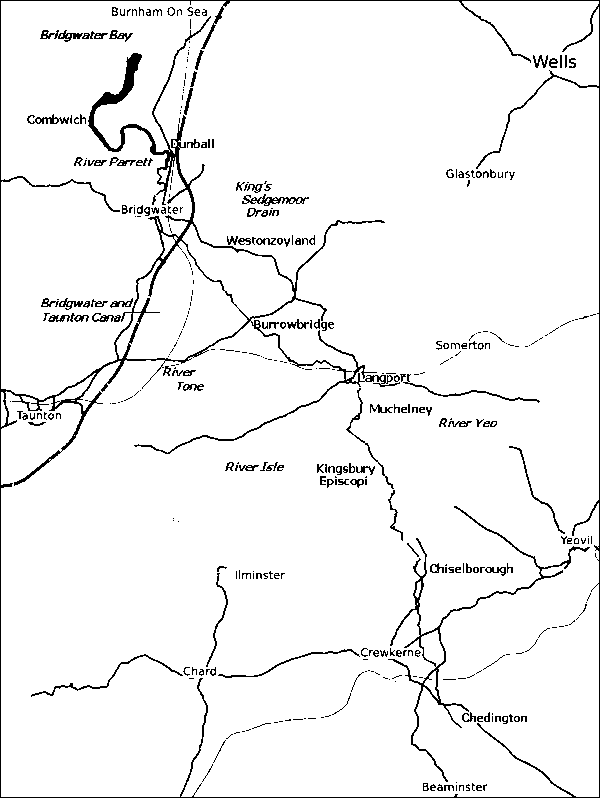 Burnham On Sea
Bridgwater Bay
Wells
Combwich
Dunball
River Parrett
Glastonbury
King's
Sedgemoor
Drain
Bridgwater
Westonzoyland
Bridgwater and
Taunton Canal
Burrowbridge
Somerton
River
Tone
Langport
Muchelney
Taunton
River Yeo
River Isle
Kingsbury
Episcopi
Yeovil
Chiselborough
Ilminster
Crewkerne
Chard
Chedington
Beaminster